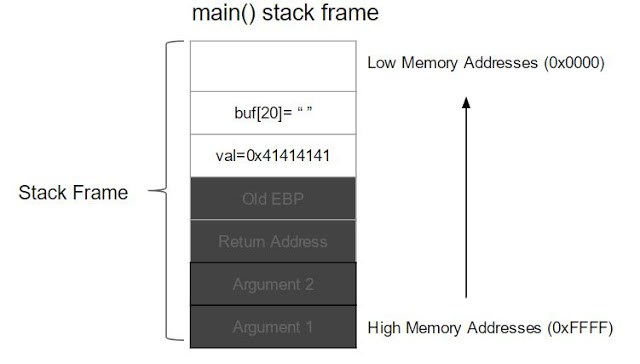 main() stack frame
Low Memory Addresses (0x0000)
buf[20]= “ ”
val=0x41414141
Stack Frame
Old EBP
Return Address
Argument 2
Argument 1
High Memory Addresses (0xFFFF)